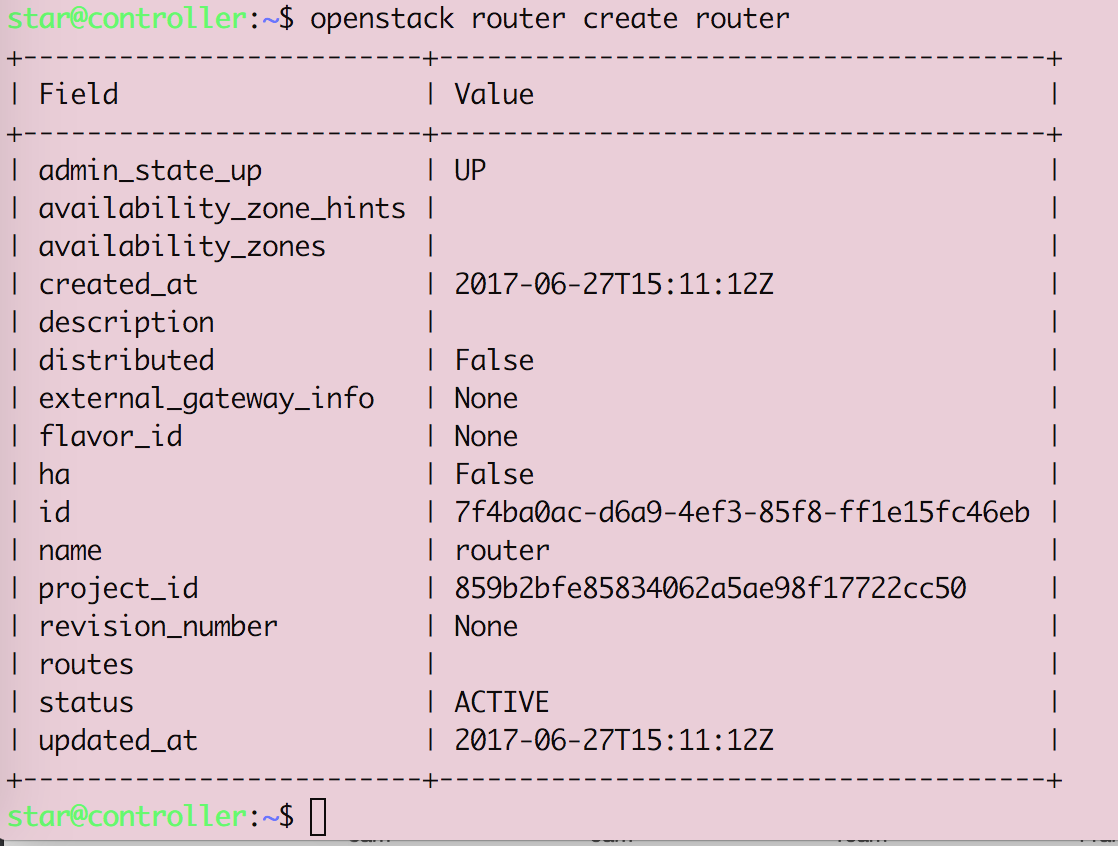 star@controller:~$ openstack router create router
+-------------------------+--------------------------------------+
| Field                   | Value                                |
+-------------------------+--------------------------------------+
| admin_state_up          | UP                                   |
| availability_zone_hints |                                      |
| availability_zones      |                                      |
| created_at              | 2017-06-27T15:11:12Z                 |
| description             |                                      |
| distributed             | False                                |
| external_gateway_info   | None                                 |
| flavor_id               | None                                 |
| ha                      | False                                |
| id                      | 7f4ba0ac-d6a9-4ef3-85f8-ff1e15fc46eb |
| name                    | router                               |
| project_id              | 859b2bfe85834062a5ae98f17722cc50     |
| revision_number         | None                                 |
| routes                  |                                      |
| status                  | ACTIVE                               |
| updated_at              | 2017-06-27T15:11:12Z                 |
+-------------------------+--------------------------------------+
star@controller:~$